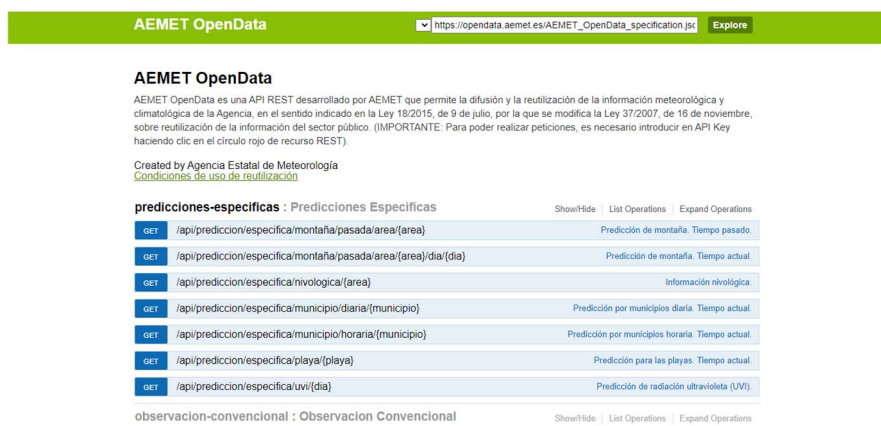 AEMET OpenData
https://opendata.aemet.es/AEMET_OpenData_specification.jsc
Explore
AEMET OpenData
AEMET OpenData es una API REST desarrollado por AEMET que permite la difusión y la reutilización de la información meteorológica y
climatológica de la Agencia, en el sentido indicado en la Ley 18/2015, de 9 de julio, por la que se modifica la Ley 37/2007, de 16 de noviembre,
sobre reutilización de la información del sector público. (IMPORTANTE: Para poder realizar peticiones, es necesario introducir en API Key
haciendo clic en el círculo rojo de recurso REST).
Created by Agencia Estatal de Meteorología
Condiciones de uso de reutilización
predicciones-especificas : Predicciones Especificas Show/Hide List Operations Expand Operations
GET /api/prediccion/especifica/montaña/pasada/area/{area} Predicción de montaña. Tiempo pasado.
GET /api/prediccion/especifica/montaña/pasada/area/{area}/dia/{dia} Predicción de montaña. Tiempo actual.
GET /api/prediccion/especifica/nivologica/{area} Información nivológica.
GET /api/prediccion/especifica/municipio/diaria/{municipio} Predicción por municipios diaria. Tiempo actual.
GET /api/prediccion/especifica/municipio/horaria/{municipio} Predicción por municipios horaria. Tiempo actual.
GET /api/prediccion/especifica/playa/{playa} Predicción para las playas. Tiempo actual.
GET /api/prediccion/especifica/uvi/{dia} Predicción de radiación ultravioleta (UVI).
observacion-convencional : Observacion Convencional Show/Hide List Operations Expand Operations